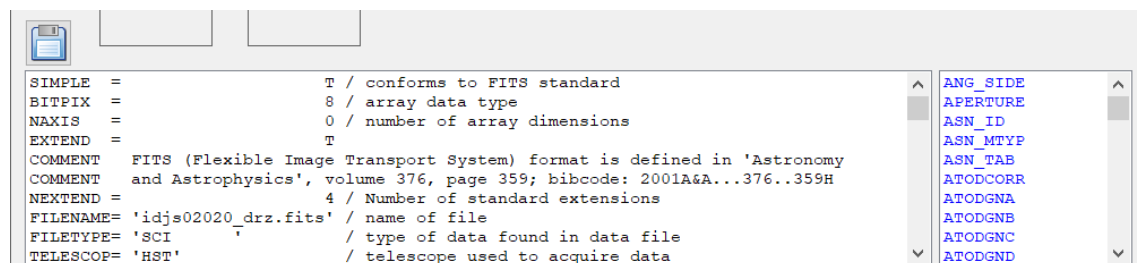 SIMPLE  =                    T / conforms to FITS standard
BITPIX  =                    8 / array data type
NAXIS   =                    0 / number of array dimensions
EXTEND  =                    T
COMMENT   FITS (Flexible Image Transport System) format is defined in 'Astronomy
COMMENT   and Astrophysics', volume 376, page 359; bibcode: 2001A&A...376..359H
NEXTEND =                    4 / Number of standard extensions
FILENAME= 'idjs02020_drz.fits' / name of file
FILETYPE= 'SCI      '          / type of data found in data file
TELESCOP= 'HST'                / telescope used to acquire data
ANG_SIDE
APERTURE
ASN_ID
ASN_MTYP
ASN_TAB
ATODCORR
ATODGNA
ATODGNB
ATODGNC
ATODGND